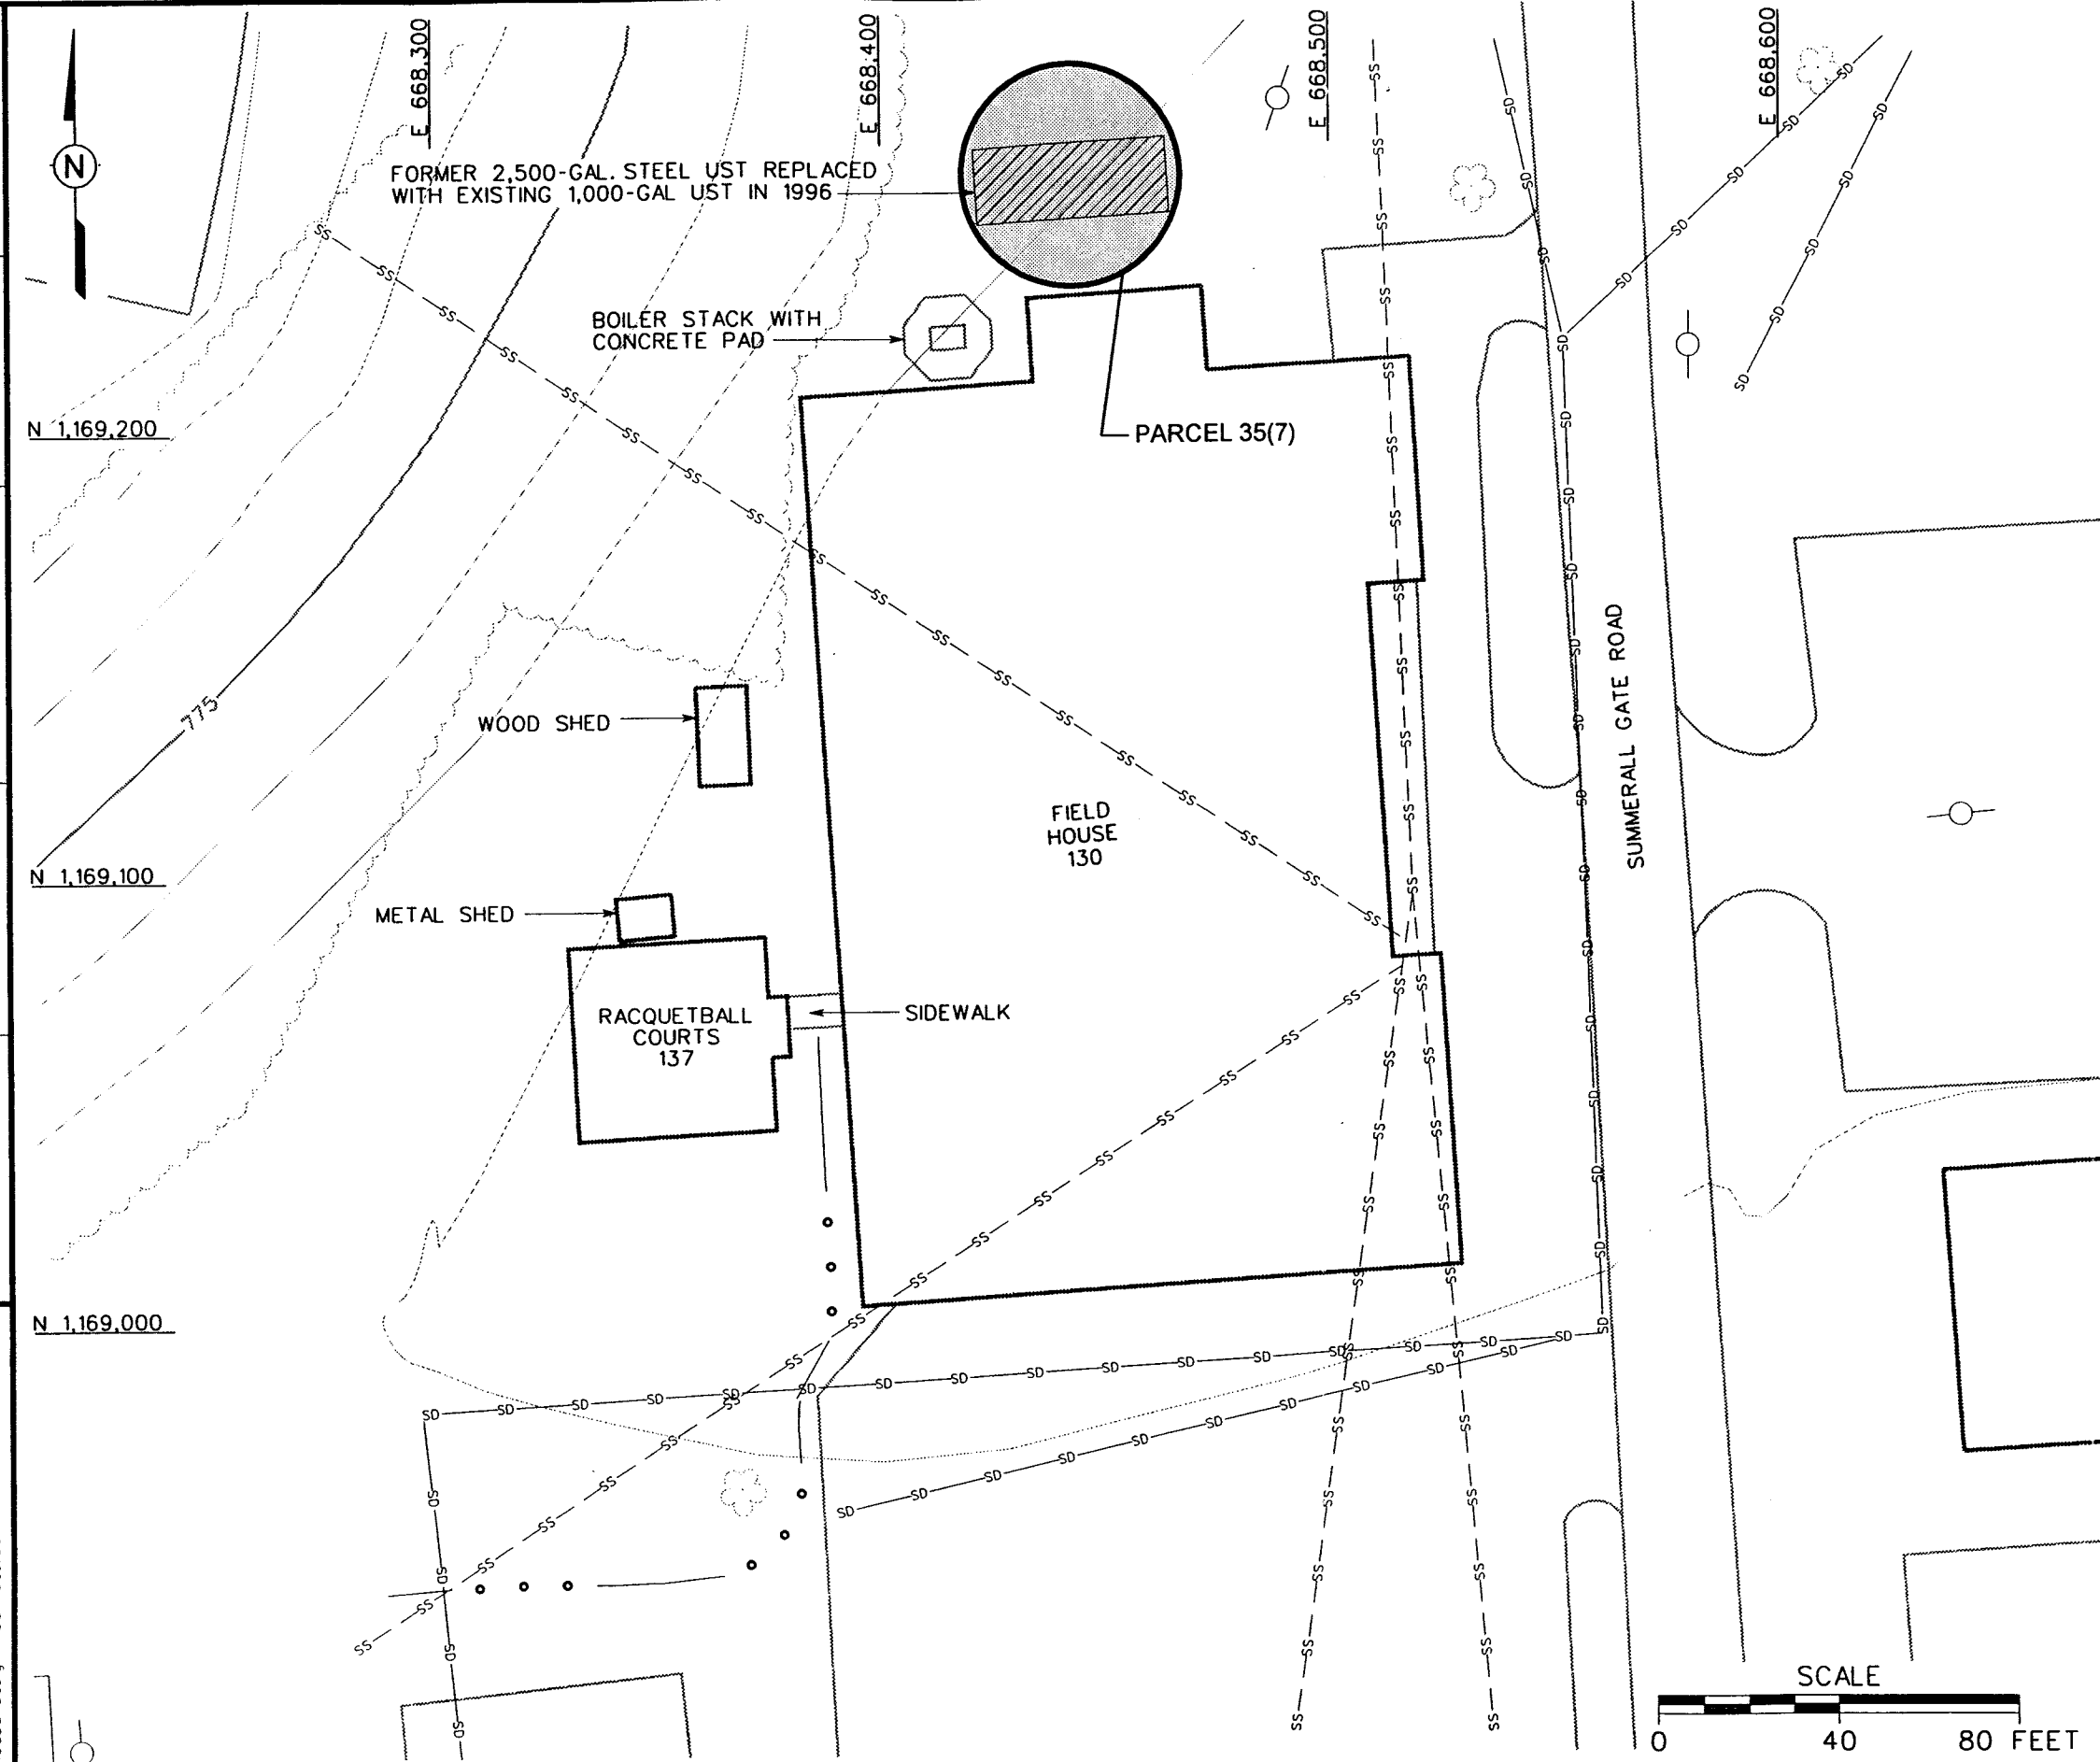 E 668,300
E 668,400
E 668,500
E 668,600
N
FORMER 2,500-GAL. STEEL UST REPLACED
WITH EXISTING 1,000-GAL UST IN 1996
BOILER STACK WITH
CONCRETE PAD
N 1,169,200
PARCEL 35(7)
775
WOOD SHED
SUMMERALL GATE ROAD
FIELD
HOUSE
130
N 1,169,100
METAL SHED
RACQUETBALL
COURTS
137
SIDEWALK
N 1,169,000
SS
SD
SCALE
0 40 80 FEET